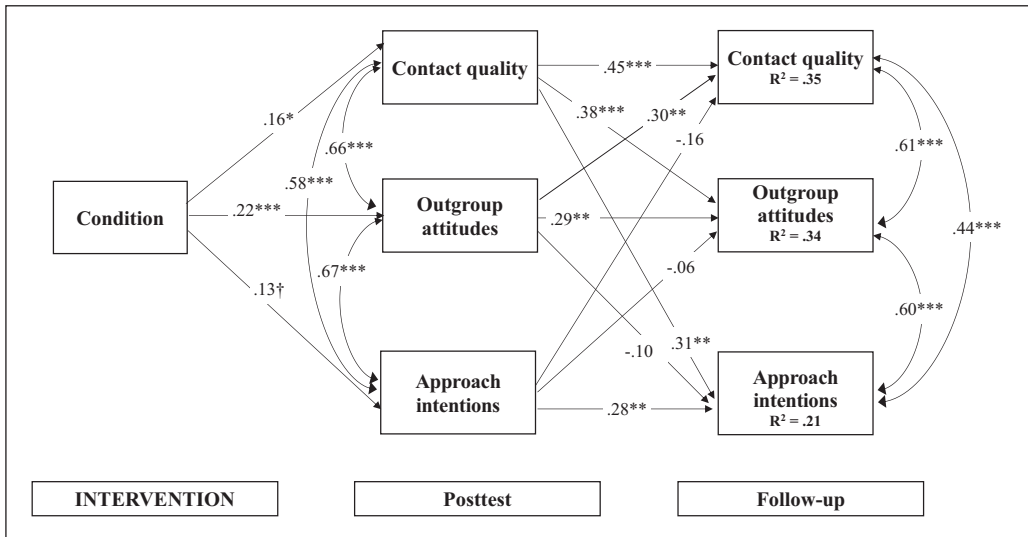 Contact quality
Contact quality
R² = .35
.45***
.38***
.30**
.16*
-.16
.66***
.61***
.58***
Condition
.22***
Outgroup
attitudes
.29**
Outgroup
attitudes
R² = .34
.44***
-.06
.67***
.13†
.60***
-.10
.31**
Approach
intentions
.28**
Approach
intentions
R² = .21
INTERVENTION
Posttest
Follow-up